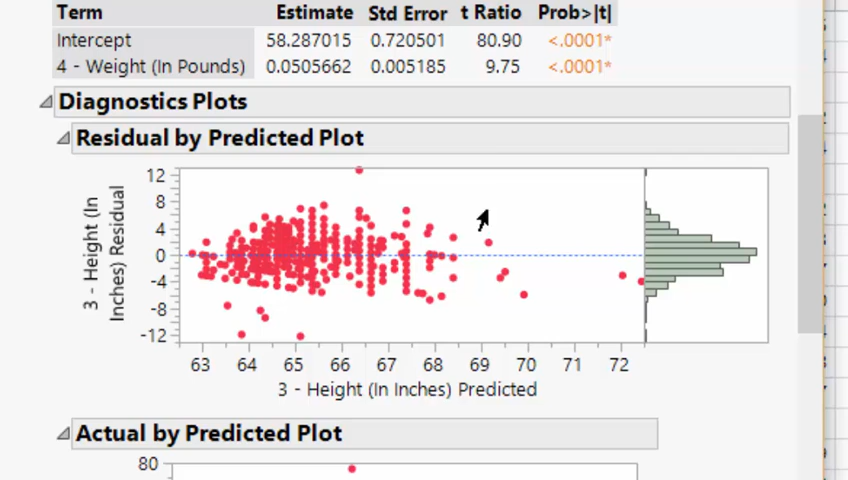 Term Estimate Std Error t Ratio Prob>|t|
Intercept 58.287015 0.720501 80.90 <.0001*
4 - Weight (In Pounds) 0.0505662 0.005185 9.75 <.0001*
Diagnostics Plots
Residual by Predicted Plot
3 - Height (In
Inches) Residual
12
8
4
0
-4
-8
-12
63 64 65 66 67 68 69 70 71 72
3 - Height (In Inches) Predicted
Actual by Predicted Plot
80